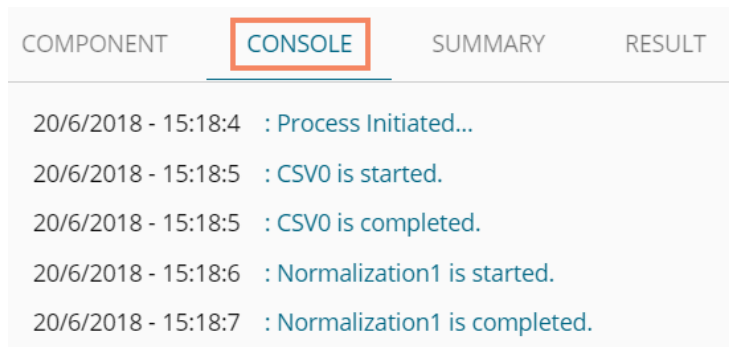 COMPONENT CONSOLE SUMMARY RESULT
20/6/2018 - 15:18:4 : Process Initiated...
20/6/2018 - 15:18:5 : CSV0 is started.
20/6/2018 - 15:18:5 : CSV0 is completed.
20/6/2018 - 15:18:6 : Normalization1 is started.
20/6/2018 - 15:18:7 : Normalization1 is completed.